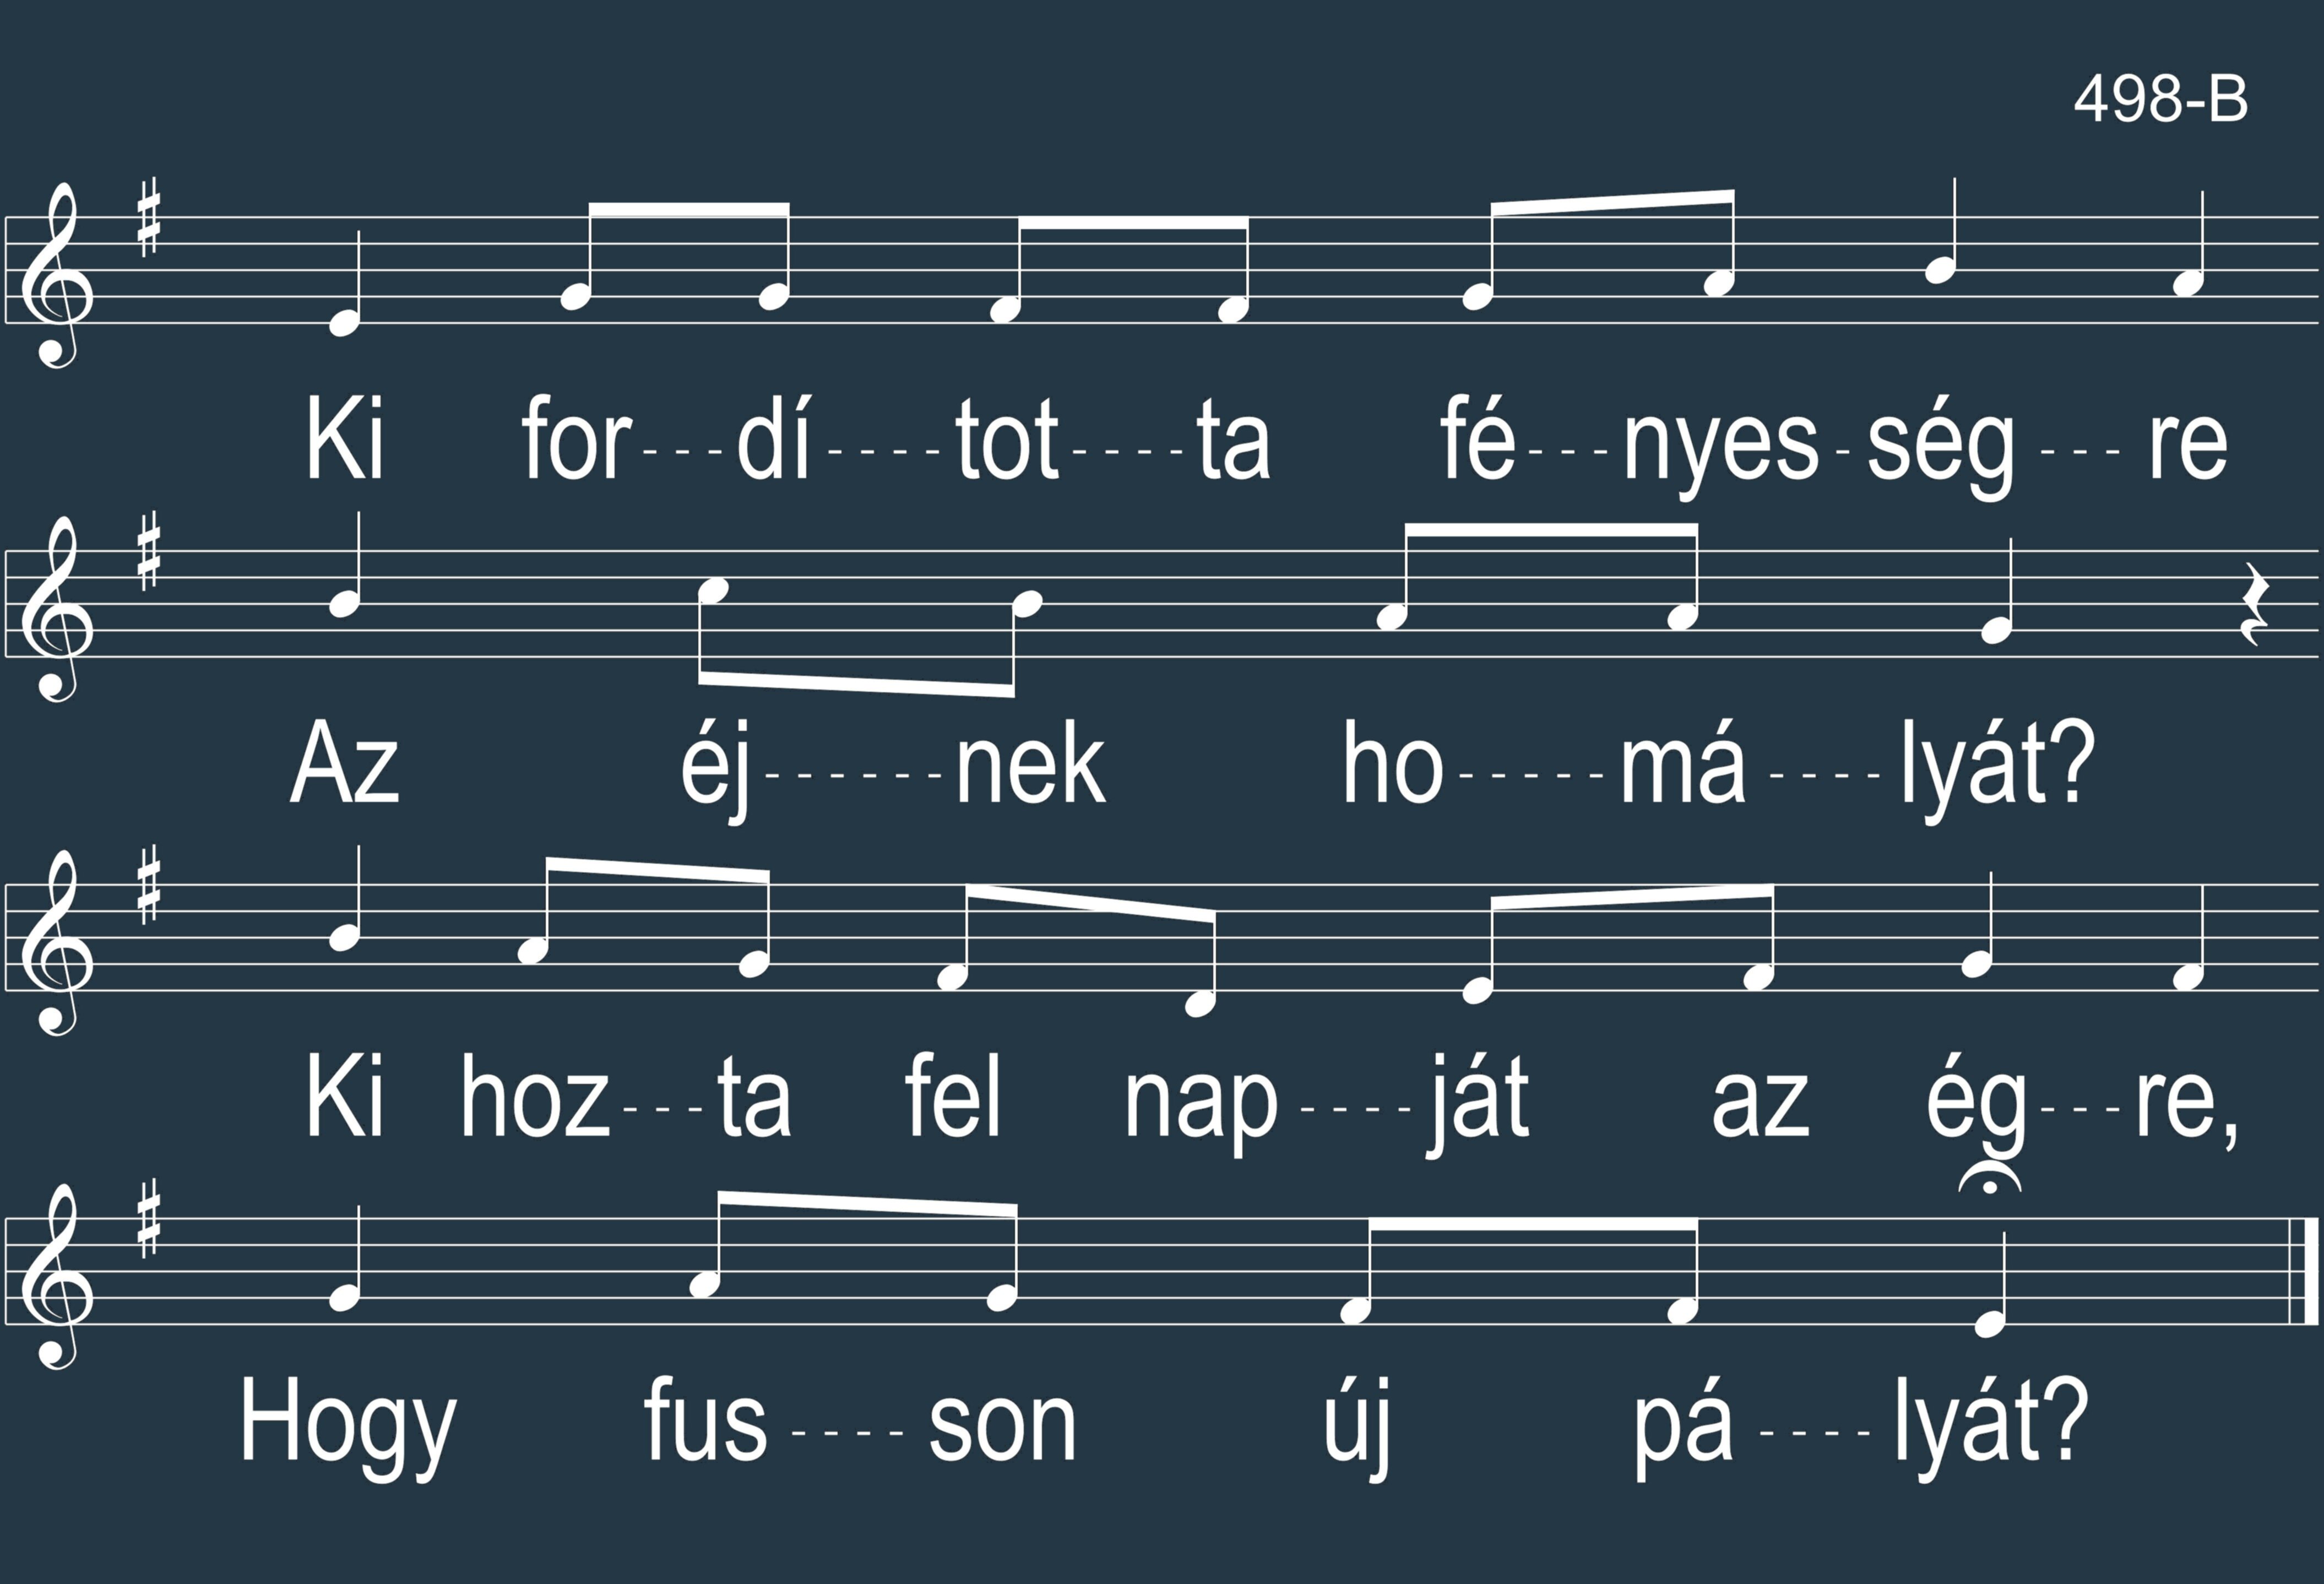 498-B
Ki for---dí----tot----ta fé---nyes-ség---re
Az éj------nek ho-----má----lyát?
Ki hoz---ta fel nap----ját az ég---re,
Hogy fus----son új pá----lyát?